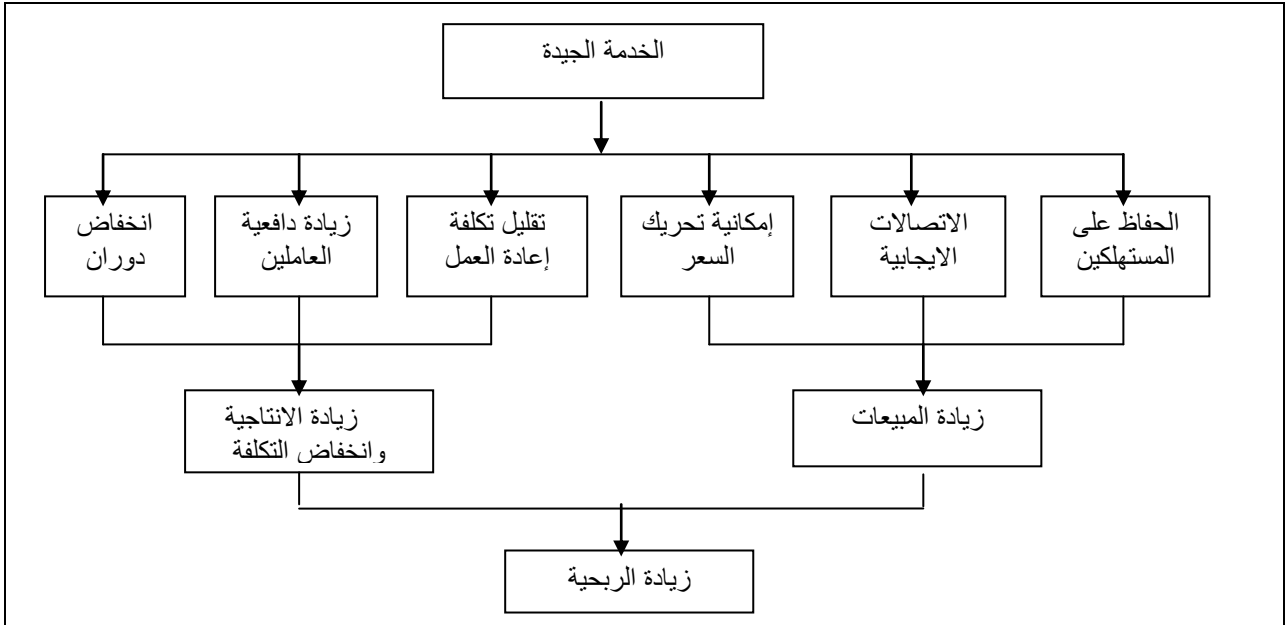 الخدمة الجيدة
الحفاظ على
المستهلكين
الاتصالات
الايجابية
إمكانية تحريك
السعر
تقليل تكلفة
إعادة العمل
زيادة دافعية
العاملين
انخفاض
دوران
زيادة المبيعات
زيادة الانتاجية
وانخفاض التكلفة
زيادة الربحية